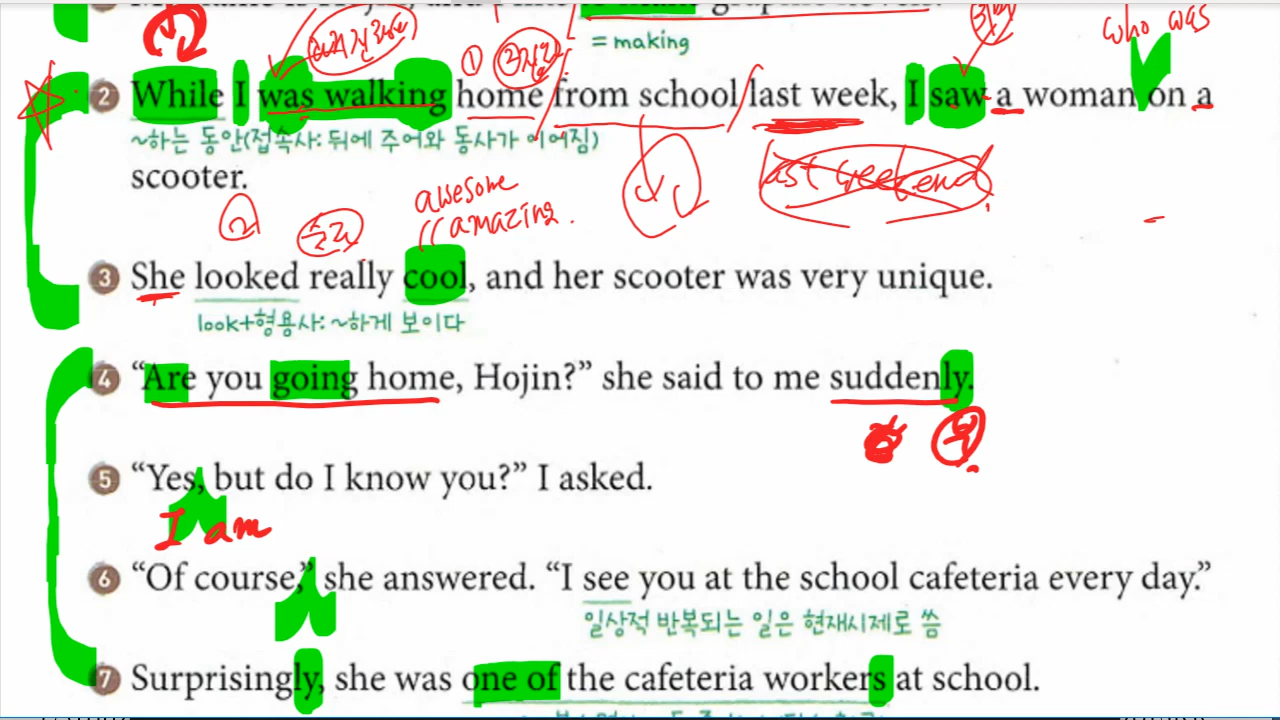 = making
who was
② While I was walking home from school last week, I saw a woman on a
~하는 동안(접속사: 뒤에 주어와 동사가 이어짐)
last weekend
scooter.
awesome
amazing.
③ She looked really cool, and her scooter was very unique.
look+형용사: ~하게 보이다
④ “Are you going home, Hojin?” she said to me suddenly.
⑤ “Yes, but do I know you?” I asked.
I am
⑥ “Of course,” she answered. “I see you at the school cafeteria every day.”
일상적 반복되는 일은 현재시제로 씀
⑦ Surprisingly, she was one of the cafeteria workers at school.